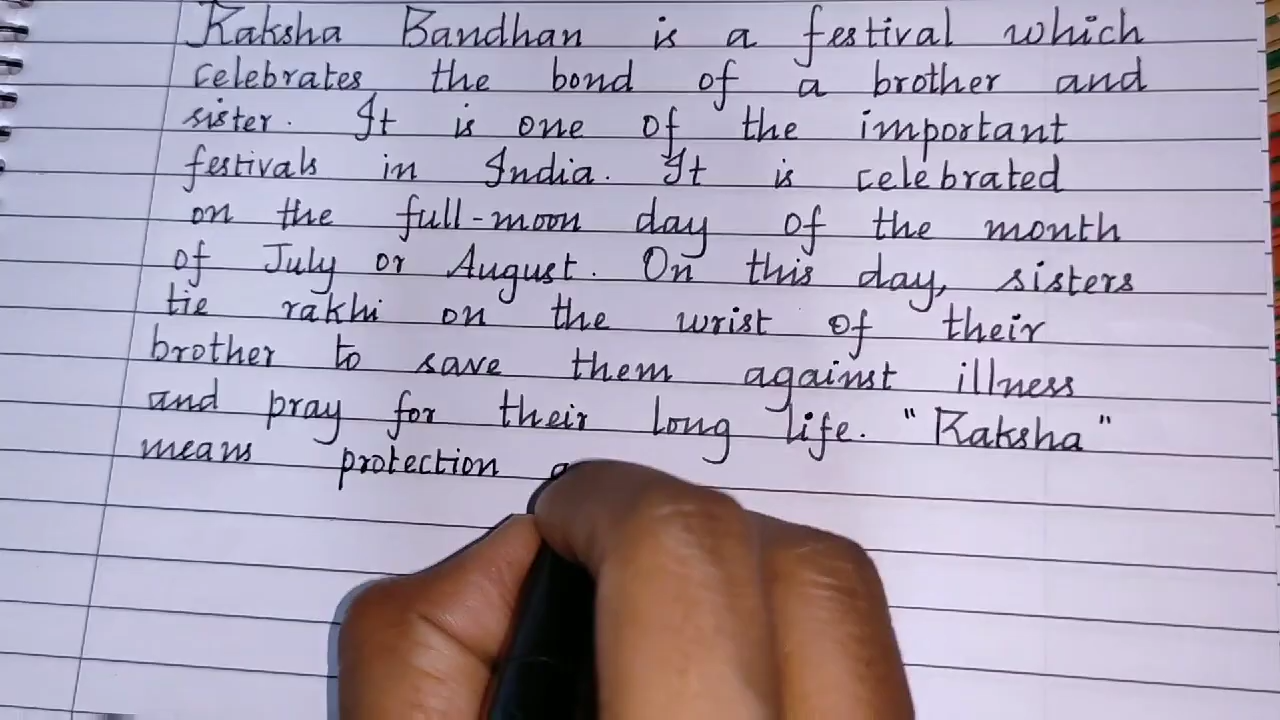 Raksha Bandhan is a festival which
celebrates the bond of a brother and
sister. It is one of the important
festivals in India. It is celebrated
on the full-moon day of the month
of July or August. On this day, sisters
tie rakhi on the wrist of their
brother to save them against illness
and pray for their long life. "Raksha"
means protection